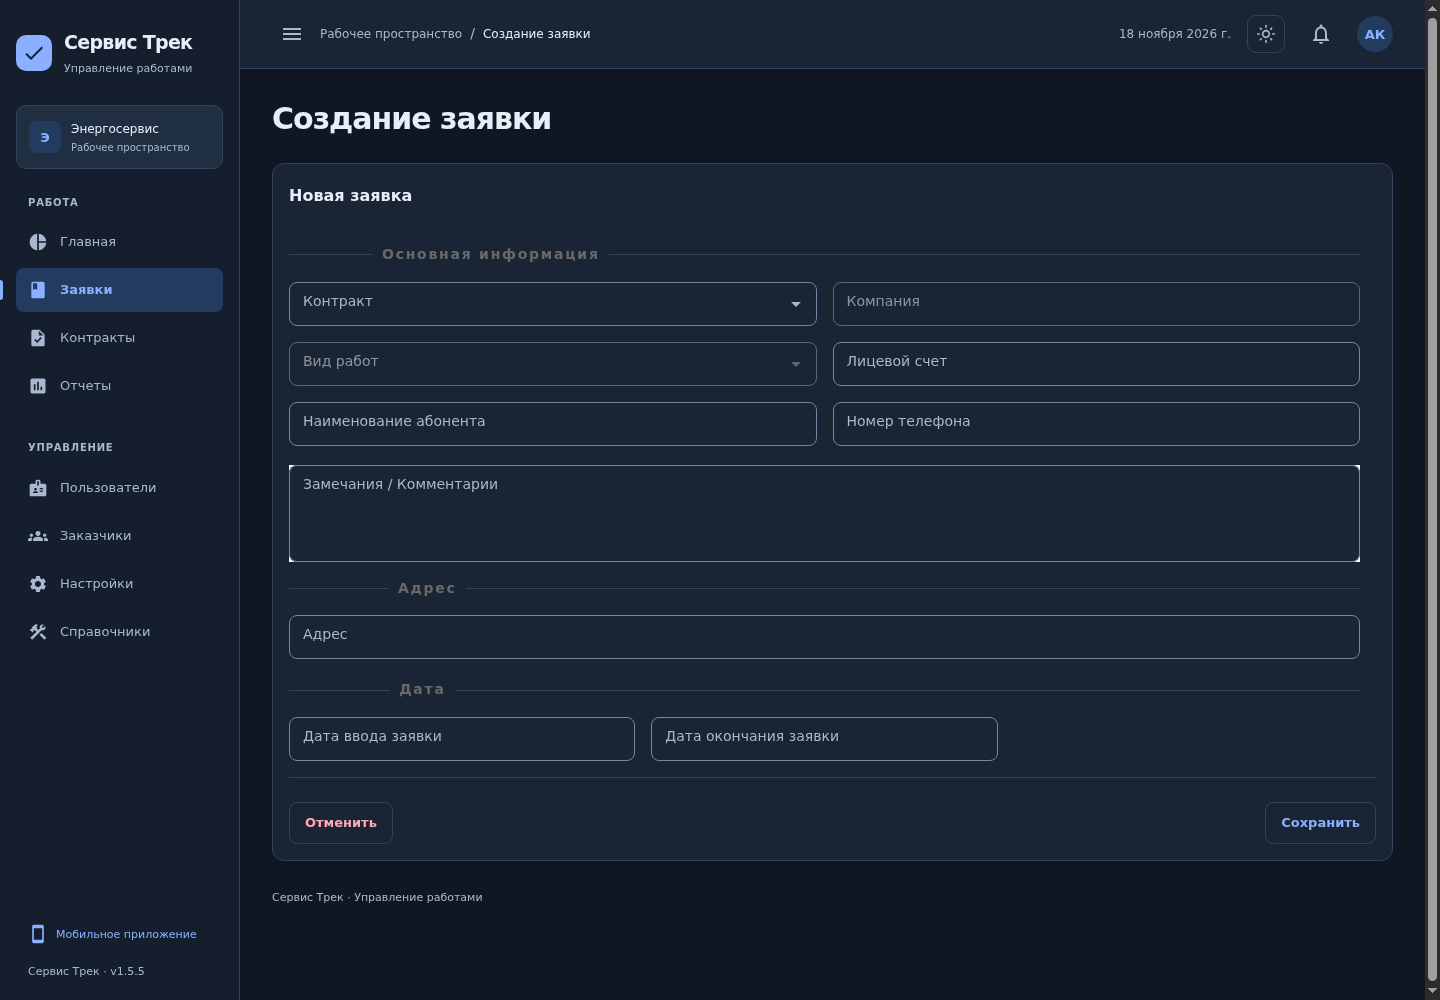 Сервис Трек
Управление работами
Э
Энергосервис
Рабочее пространство
РАБОТА
Главная
Заявки
Контракты
Отчеты
УПРАВЛЕНИЕ
Пользователи
Заказчики
Настройки
Справочники
Мобильное приложение
Сервис Трек · v1.5.5
Рабочее пространство / Создание заявки
18 ноября 2026 г.
АК
Создание заявки
Новая заявка
Основная информация
Контракт
Компания
Вид работ
Лицевой счет
Наименование абонента
Номер телефона
Замечания / Комментарии
Адрес
Адрес
Дата
Дата ввода заявки
Дата окончания заявки
Отменить
Сохранить
Сервис Трек · Управление работами